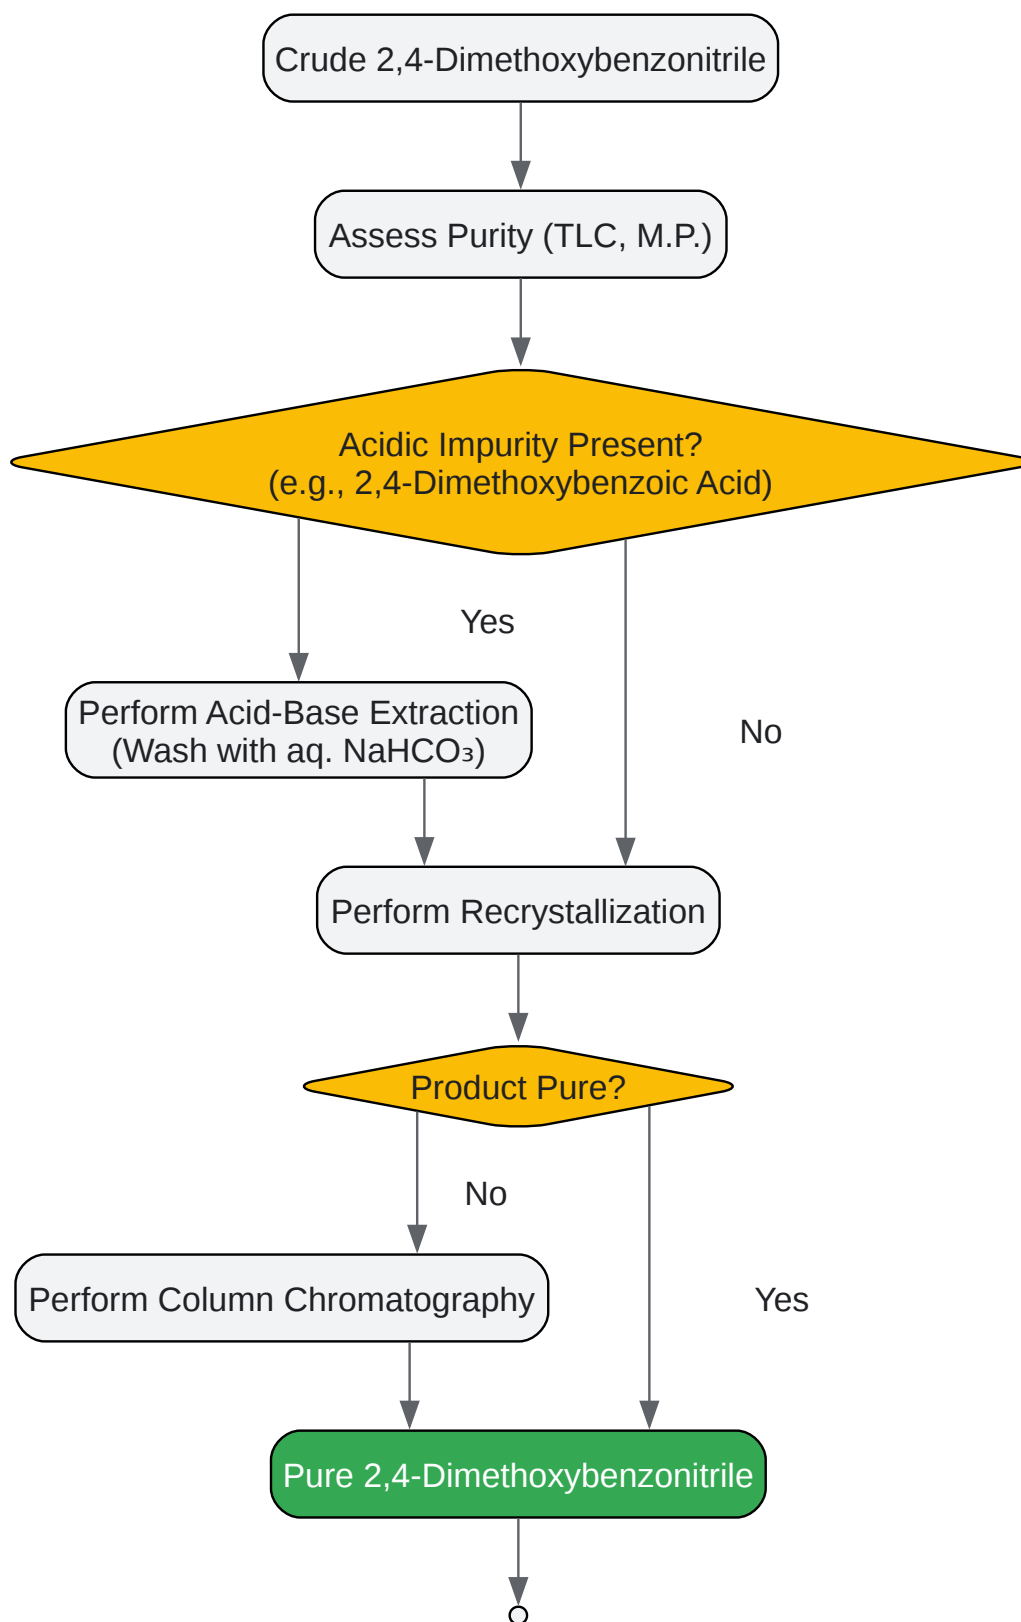 Crude 2,4-Dimethoxybenzonitrile
Assess Purity (TLC, M.P.)
Acidic Impurity Present?
(e.g., 2,4-Dimethoxybenzoic Acid)
Yes
Perform Acid-Base Extraction
(Wash with aq. NaHCO₃)
No
Perform Recrystallization
Product Pure?
No
Perform Column Chromatography
Yes
Pure 2,4-Dimethoxybenzonitrile